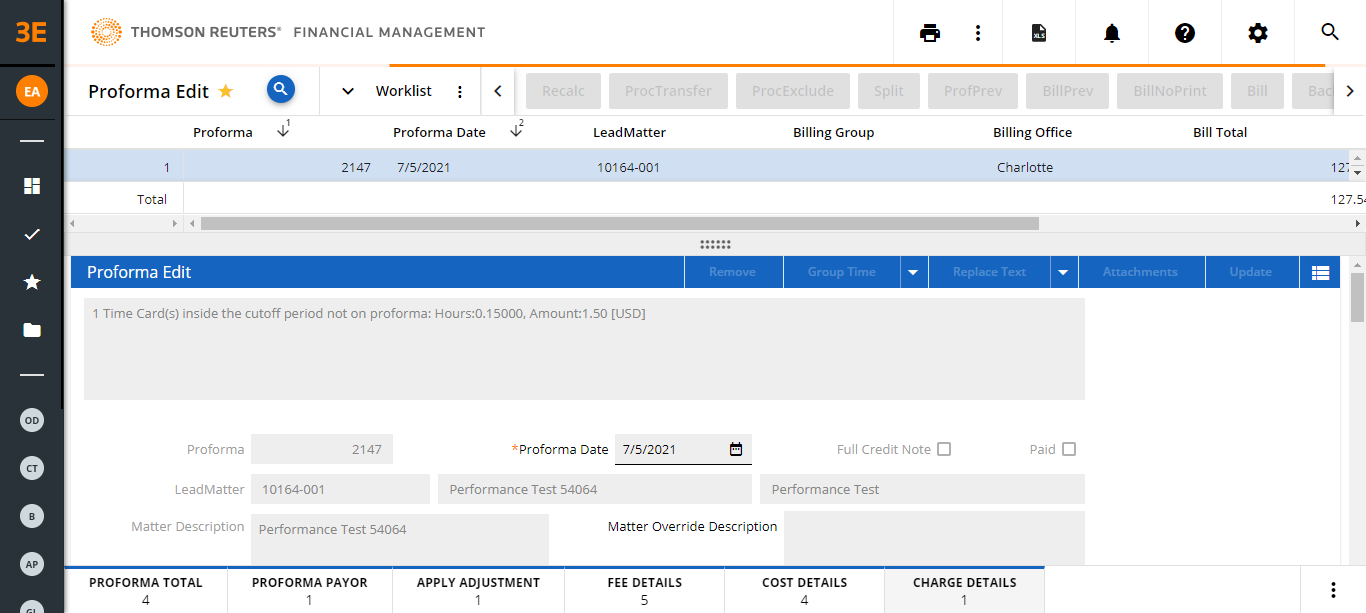 3E
THOMSON REUTERS® FINANCIAL MANAGEMENT
XLS
EA
Proforma Edit
Worklist
Recalc
ProcTransfer
ProcExclude
Split
ProfPrev
BillPrev
BillNoPrint
Bill
Bac
Proforma 1 Proforma Date 2 LeadMatter Billing Group Billing Office Bill Total
1 2147 7/5/2021 10164-001 Charlotte 127
Total 127.54
Proforma Edit Remove Group Time Replace Text Attachments Update
1 Time Card(s) inside the cutoff period not on proforma: Hours:0.15000, Amount:1.50 [USD]
Proforma 2147 *Proforma Date 7/5/2021 Full Credit Note Paid
LeadMatter 10164-001 Performance Test 54064 Performance Test
Matter Description Performance Test 54064 Matter Override Description
OD
CT
B
AP
GL
PROFORMA TOTAL PROFORMA PAYOR APPLY ADJUSTMENT FEE DETAILS COST DETAILS CHARGE DETAILS
4 1 1 5 4 1